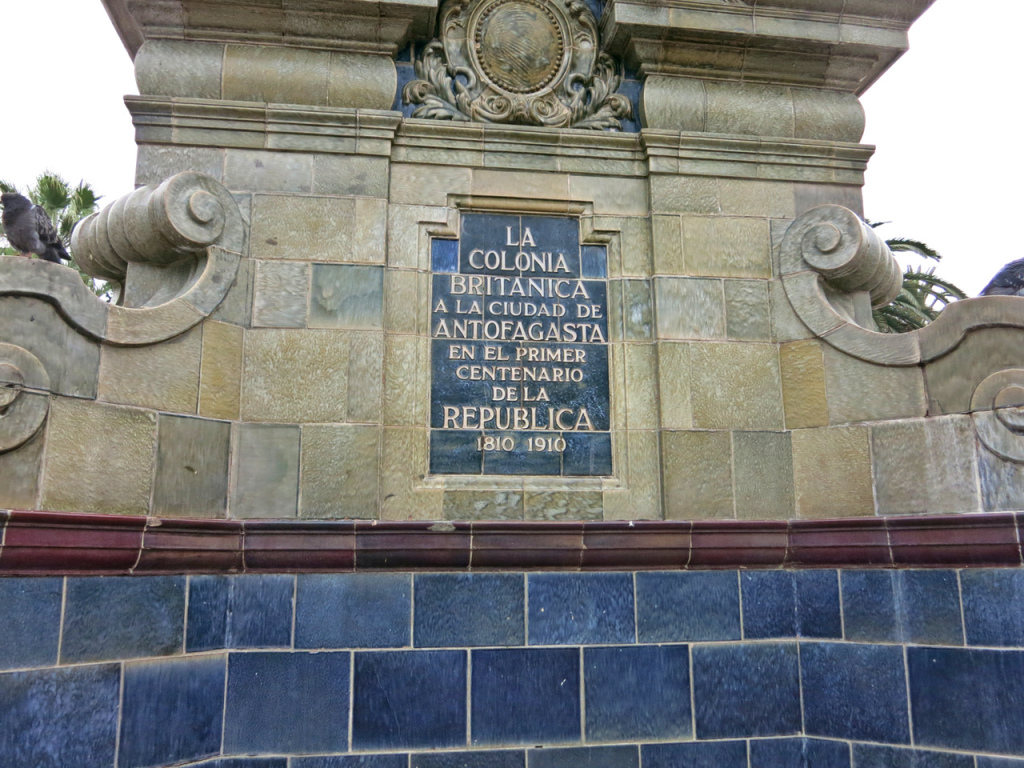 LA
COLONIA
BRITANICA
A LA CIUDAD DE
ANTOFAGASTA
EN EL PRIMER
CENTENARIO
DE LA
REPUBLICA
1810 1910